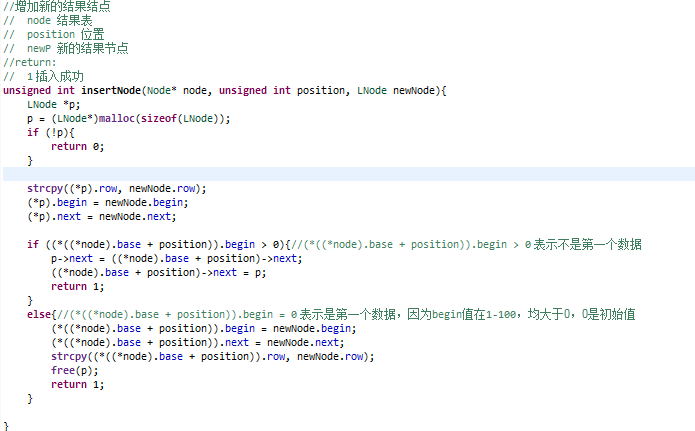 //增加新的结果结点
//  node 结果表
//  position 位置
//  newP 新的结果节点
//return:
//  1 插入成功
unsigned int insertNode(Node* node, unsigned int position, LNode newNode){
    LNode *p;
    p = (LNode*)malloc(sizeof(LNode));
    if (!p){
        return 0;
    }
    strcpy((*p).row, newNode.row);
    (*p).begin = newNode.begin;
    (*p).next = newNode.next;
    if ((*((*node).base + position)).begin > 0){//(*((*node).base + position)).begin > 0 表示不是第一个数据
        p->next = ((*node).base + position)->next;
        ((*node).base + position)->next = p;
        return 1;
    }
    else{//(*((*node).base + position)).begin = 0 表示是第一个数据，因为begin值在1-100，均大于0，0是初始值
        (*((*node).base + position)).begin = newNode.begin;
        (*((*node).base + position)).next = newNode.next;
        strcpy((*((*node).base + position)).row, newNode.row);
        free(p);
        return 1;
    }
}